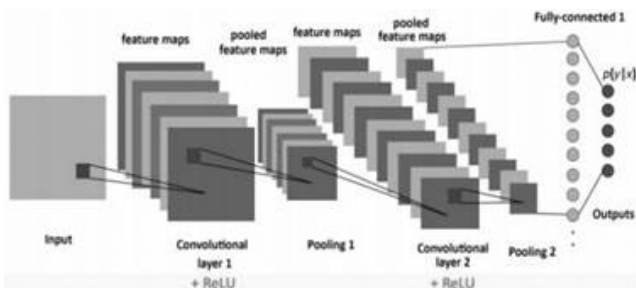 Fully-connected 1
pooled
feature maps
pooled
feature maps
feature maps
feature maps
p(y|x)
Input
Convolutional
layer 1
+ ReLU
Pooling 1
Convolutional
layer 2
+ ReLU
Pooling 2
Outputs